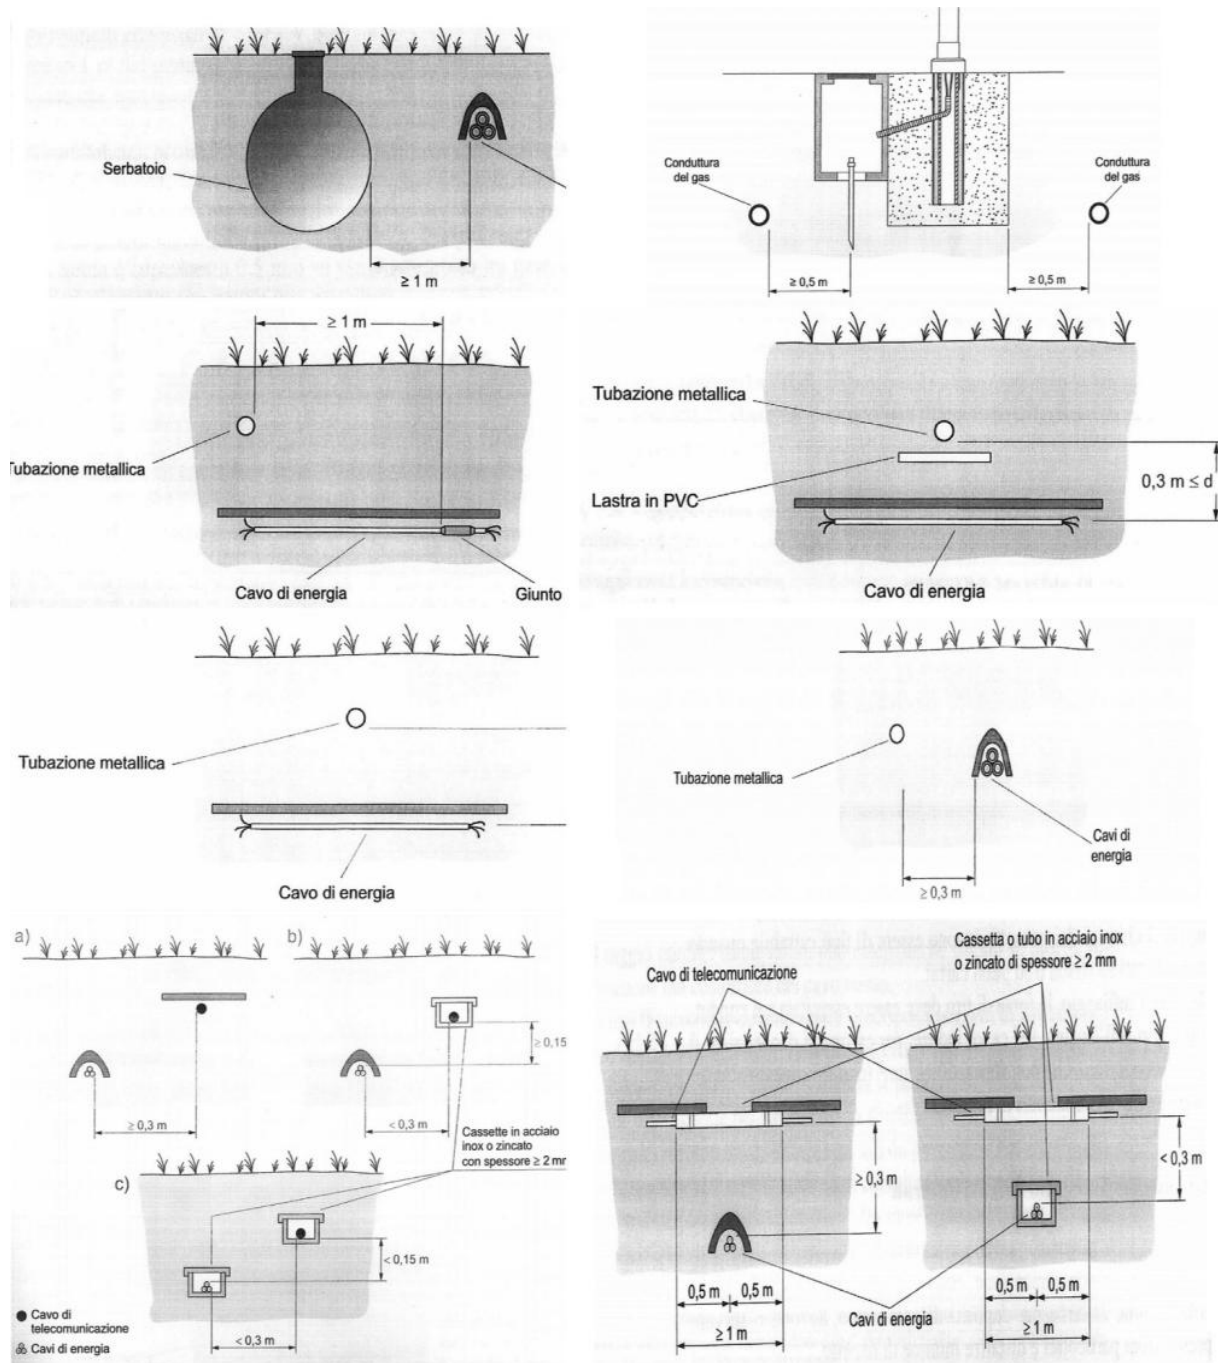 Serbatoio
≥ 1 m
Conduttura
del gas
Conduttura
del gas
≥ 0,5 m
≥ 0,5 m
≥ 1 m
Tubazione metallica
Cavo di energia
Giunto
Tubazione metallica
Lastra in PVC
0,3 m ≤ d
Cavo di energia
Tubazione metallica
Cavo di energia
Tubazione metallica
Cavi di
energia
≥ 0,3 m
a)
b)
≥ 0,15
≥ 0,3 m
< 0,3 m
Cassette in acciaio
inox o zincato
con spessore ≥ 2 mm
c)
< 0,15 m
< 0,3 m
Cavo di
telecomunicazione
Cavi di energia
Cavo di telecomunicazione
Cassetta o tubo in acciaio inox
o zincato di spessore ≥ 2 mm
≥ 0,3 m
< 0,3 m
0,5 m
0,5 m
≥ 1 m
Cavi di energia
0,5 m
0,5 m
≥ 1 m